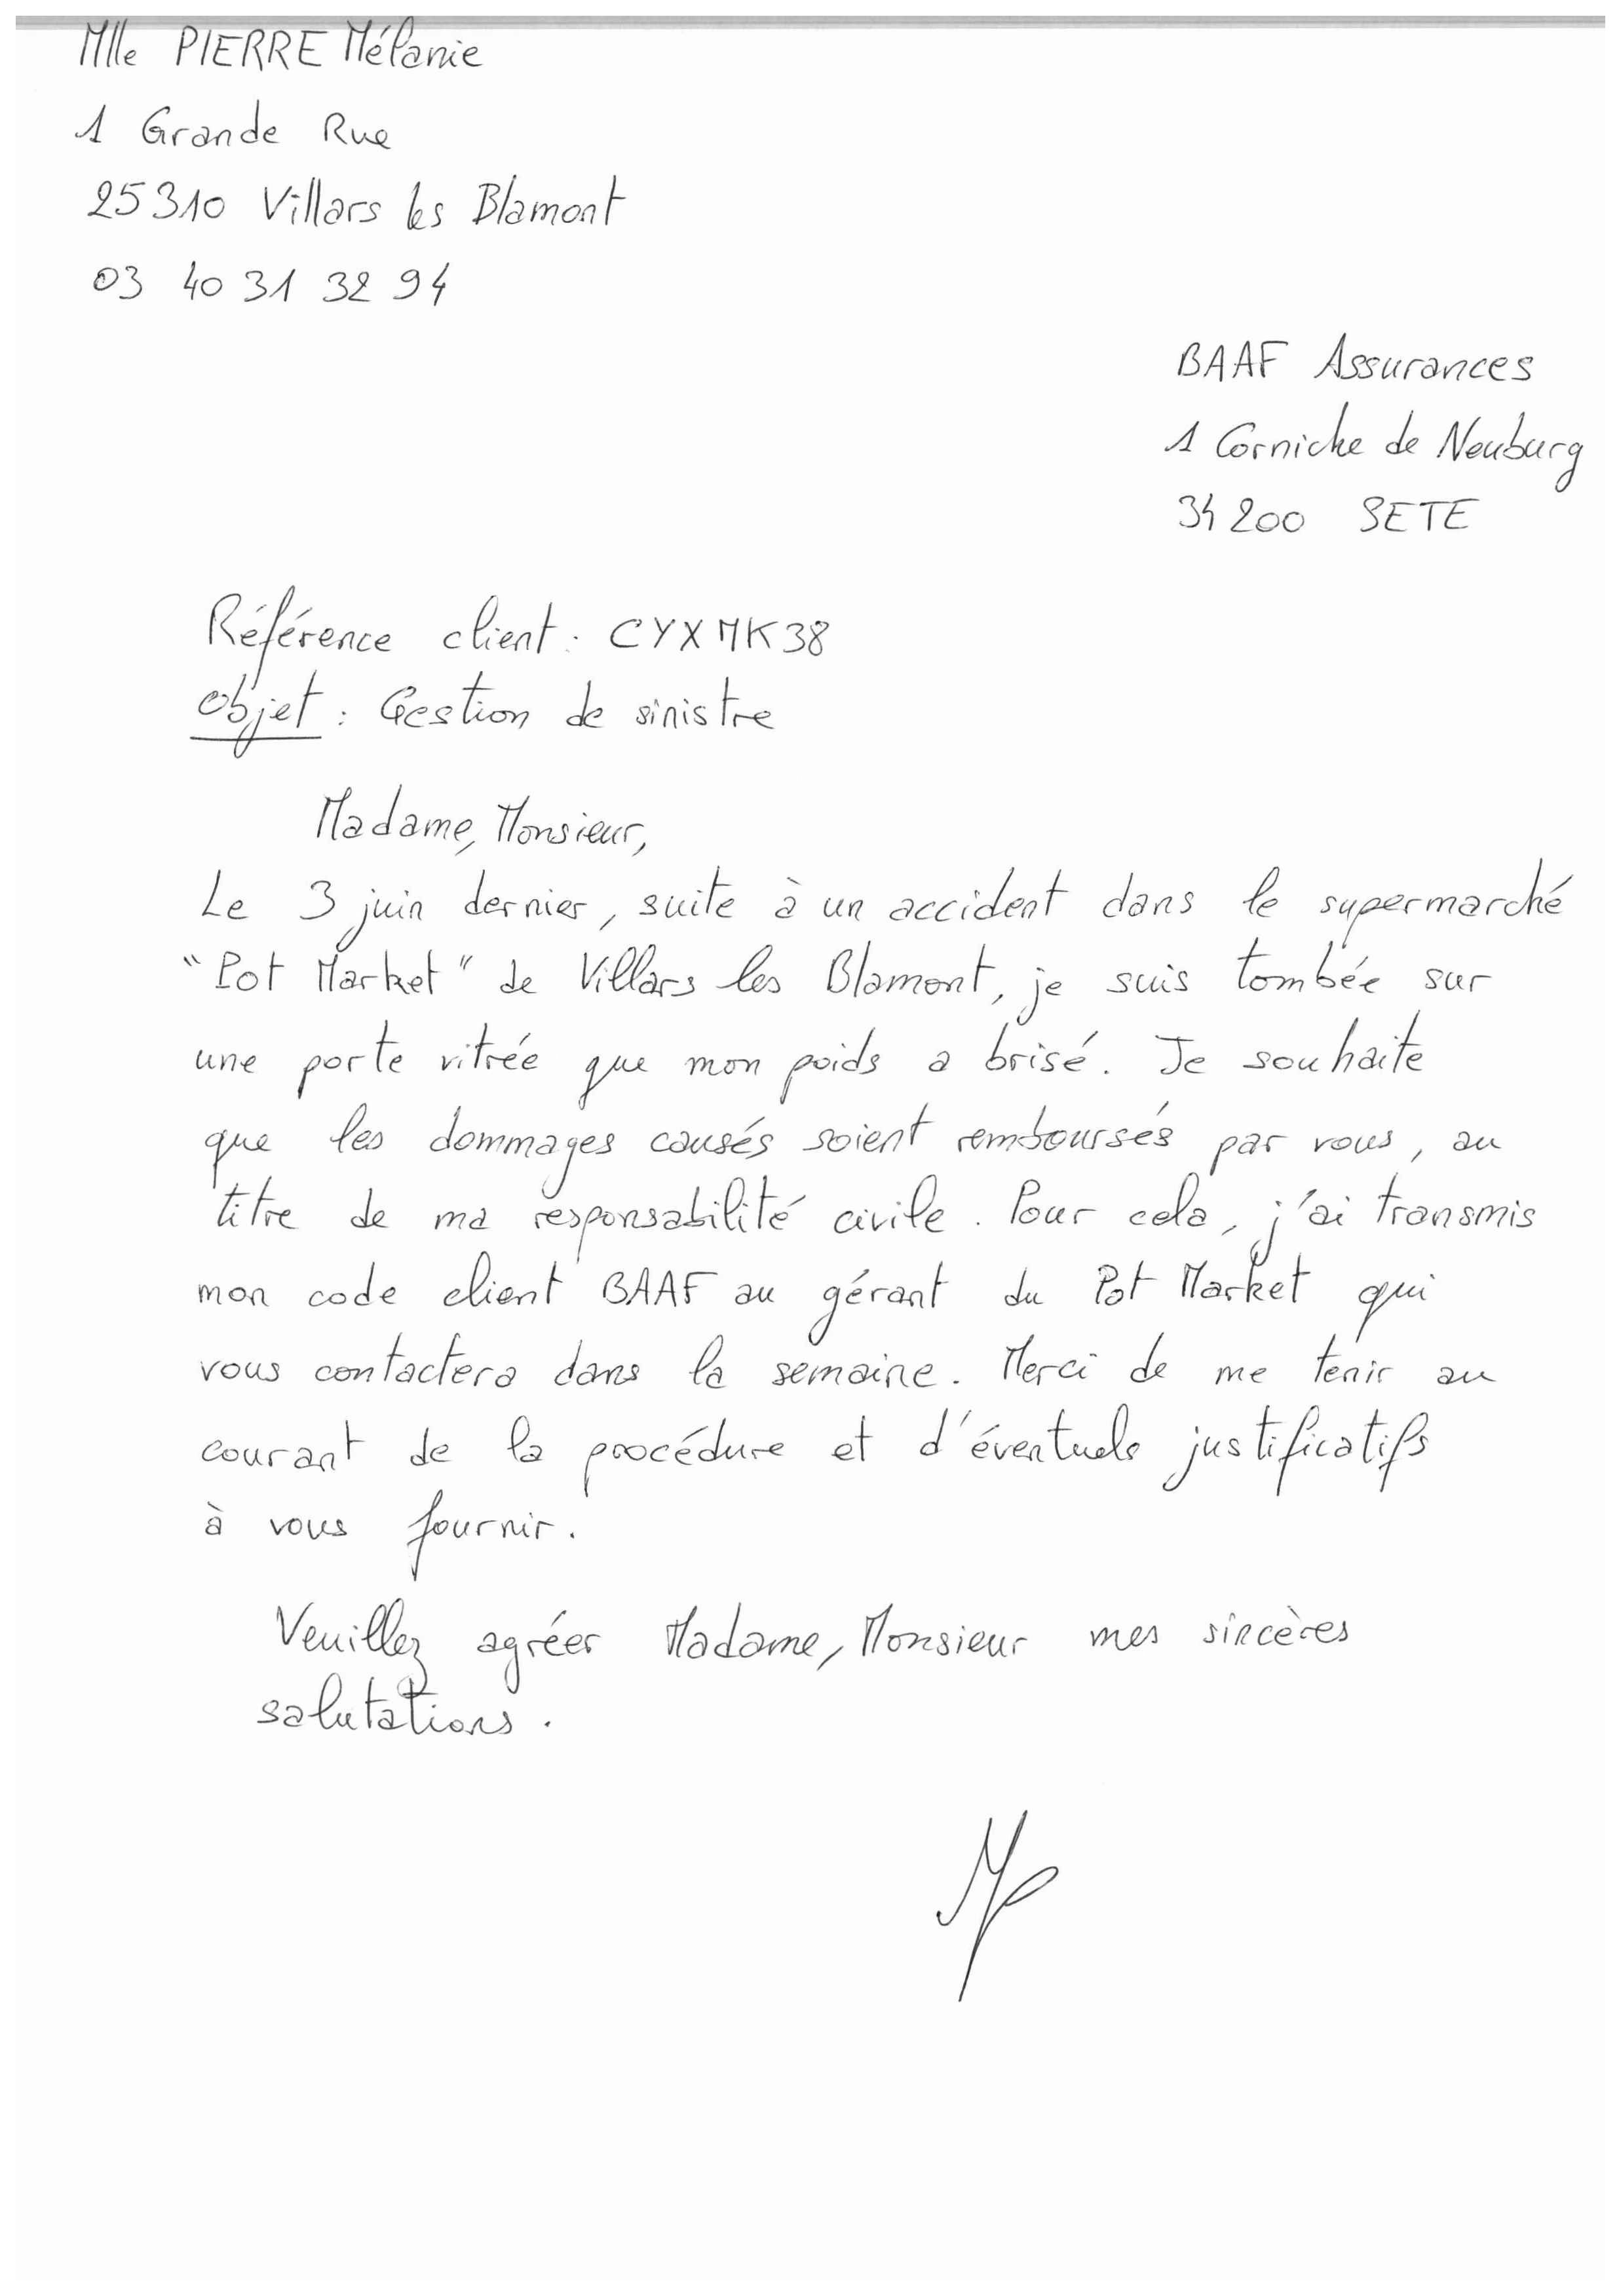 Mlle PIERRE Mélanie
1 Grande Rue
25310 Villars les Blamont
03 40 31 32 94
BAAF Assurances
1 Corniche de Neuburg
34200 SETE
Référence client : CYXMK38
Objet : Gestion de sinistre
Madame, Monsieur,
Le 3 juin dernier, suite à un accident dans le supermarché
"Pot Market" de Villars les Blamont, je suis tombée sur
une porte vitrée que mon poids a brisé. Je souhaite
que les dommages causés soient remboursés par vous, au
titre de ma responsabilité civile. Pour cela, j'ai transmis
mon code client BAAF au gérant du Pot Market qui
vous contactera dans la semaine. Merci de me tenir au
courant de la procédure et d'éventuels justificatifs
à vous fournir.
Veuillez agréer Madame, Monsieur mes sincères
salutations.
MP